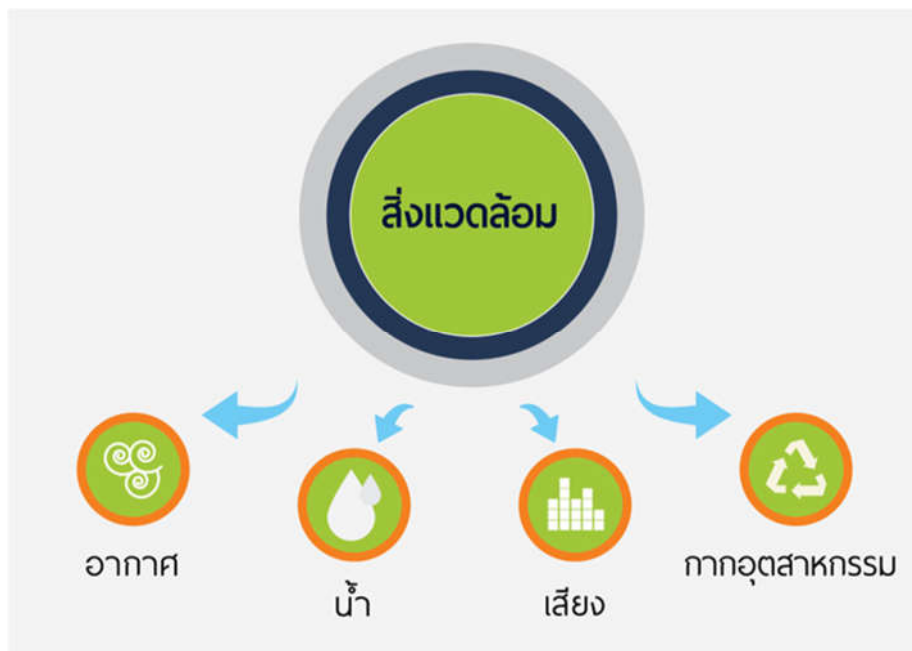 สิ่งแวดล้อม
อากาศ
น้ำ
เสียง
กากอุตสาหกรรม